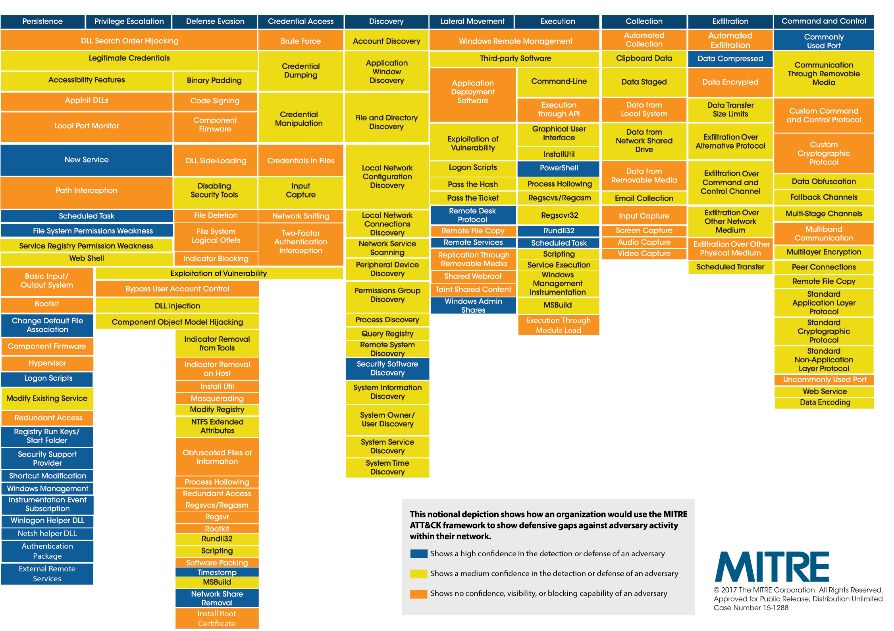 Persistence
Privilege Escalation
Defense Evasion
Credential Access
Discovery
Lateral Movement
Execution
Collection
Exfiltration
Command and Control
DLL Search Order Hijacking
Legitimate Credentials
Accessibility Features
AppInit DLLs
Local Port Monitor
New Service
Path Interception
Scheduled Task
File System Permissions Weakness
Service Registry Permission Weakness
Web Shell
Exploitation of Vulnerability
Basic Input/
Output System
Bootkit
Change Default File
Association
Component Firmware
Hypervisor
Logon Scripts
Modify Existing Service
Redundant Access
Registry Run Keys/
Start Folder
Security Support
Provider
Shortcut Modification
Windows Management
Instrumentation Event
Subscription
Winlogon Helper DLL
Netsh helper DLL
Authentication
Package
External Remote
Services
Bypass User Account Control
DLL Injection
Component Object Model Hijacking
Binary Padding
Code Signing
Component
Firmware
DLL Side-Loading
Disabling
Security Tools
File Deletion
File System
Logical Offets
Indicator Blocking
Indicator Removal
from Tools
Indicator Removal
on Host
Install Util
Masquerading
Modify Registry
NTFS Extended
Attributes
Obfuscated Files or
Information
Process Hollowing
Redundant Access
Regsvcs/Regasm
Regsvr
Rootkit
Rundll32
Scripting
Software Packing
Timestomp
MSBuild
Network Share
Removal
Install Root
Certificate
Brute Force
Credential
Dumping
Credential
Manipulation
Credentials in Files
Input
Capture
Network Sniffing
Two-Factor
Authentication
Interception
Account Discovery
Application
Window
Discovery
File and Directory
Discovery
Local Network
Configuration
Discovery
Local Network
Connections
Discovery
Network Service
Scanning
Peripheral Device
Discovery
Permissions Group
Discovery
Process Discovery
Query Registry
Remote System
Discovery
Security Software
Discovery
System Information
Discovery
System Owner/
User Discovery
System Service
Discovery
System Time
Discovery
Windows Remote Management
Third-party Software
Application
Deployment
Software
Exploitation of
Vulnerability
Logon Scripts
Pass the Hash
Pass the Ticket
Remote Desk
Protocol
Remote File Copy
Remote Services
Replication Through
Removable Media
Shared Webroot
Taint Shared Content
Windows Admin
Shares
Command-Line
Execution
through API
Graphical User
Interface
InstallUtil
PowerShell
Process Hollowing
Regscvs/Regasm
Regsvcr32
Rundll32
Scheduled Task
Scripting
Service Execution
Windows
Management
Instrumentation
MSBuild
Execution Through
Module Load
Automated
Collection
Clipboard Data
Data Staged
Data from
Local System
Data from
Network Shared
Drive
Data from
Removable Media
Email Collection
Input Capture
Screen Capture
Audio Capture
Video Capture
Automated
Exfiltration
Data Compressed
Data Encrypted
Data Transfer
Size Limits
Exfiltration Over
Alternative Protocol
Exfiltration Over
Command and
Control Channel
Exfiltration Over
Other Network
Medium
Exfiltration Over Other
Physical Medium
Scheduled Transfer
Commonly
Used Port
Communication
Through Removable
Media
Custom Command
and Control Protocol
Custom
Cryptographic
Protocol
Data Obfuscation
Fallback Channels
Multi-Stage Channels
Multiband
Communication
Multilayer Encryption
Peer Connections
Remote File Copy
Standard
Application Layer
Protocol
Standard
Cryptographic
Protocol
Standard
Non-Application
Layer Protocol
Uncommonly Used Port
Web Service
Data Encoding
This notional depiction shows how an organization would use the MITRE
ATT&CK framework to show defensive gaps against adversary activity
within their network.
Shows a high confidence in the detection or defense of an adversary
Shows a medium confidence in the detection or defense of an adversary
Shows no confidence, visibility, or blocking capability of an adversary
MITRE
© 2017 The MITRE Corporation. All Rights Reserved.
Approved for Public Release; Distribution Unlimited.
Case Number 15-1288